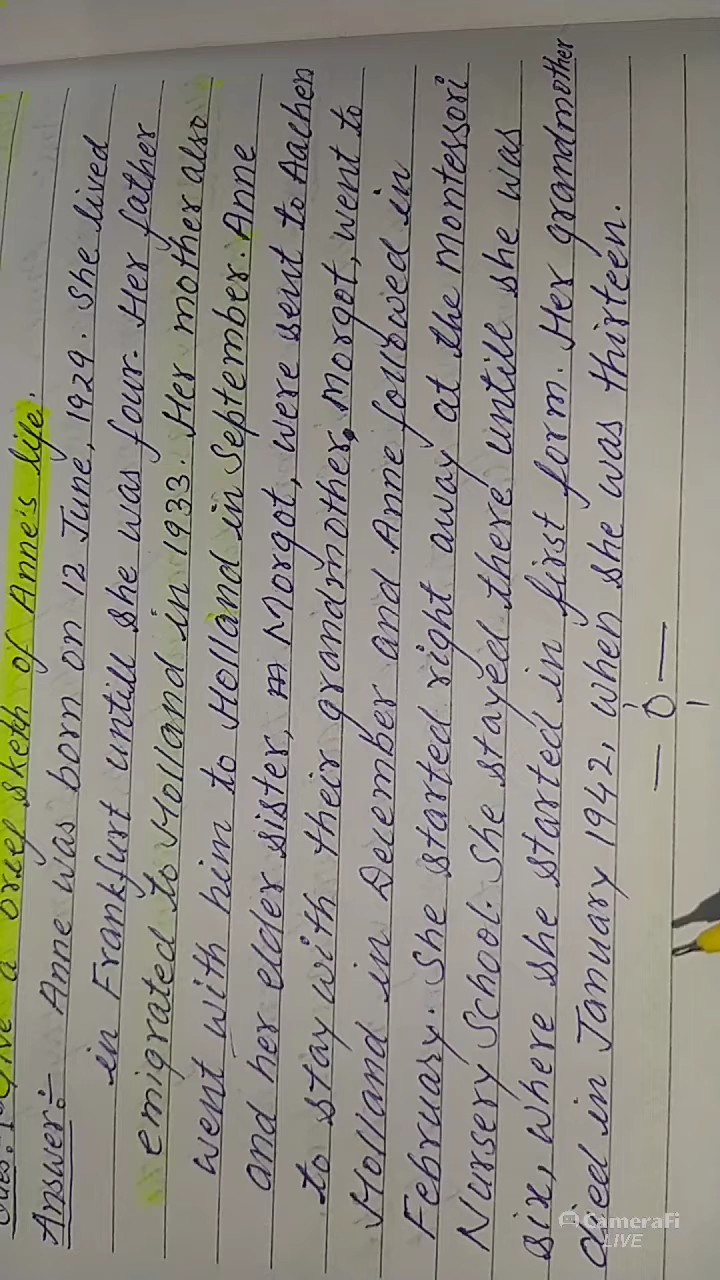 Give a brief sketh of Anne's life.
Answer:- Anne was born on 12 June, 1929. She lived
in Frankfurt untill she was four. Her father
emigrated to Holland in 1933. Her mother also
went with him to Holland in September. Anne
and her elder sister, m Morgot, were sent to Aachen
to stay with their grandmother. Morgot, went to
Holland in December and Anne followed in
February. She started right away at the Montessori
Nursery School. She stayed there untill she was
six, where she started in first form. Her grandmother
died in January 1942, when she was thirteen.
CameraFi
LIVE